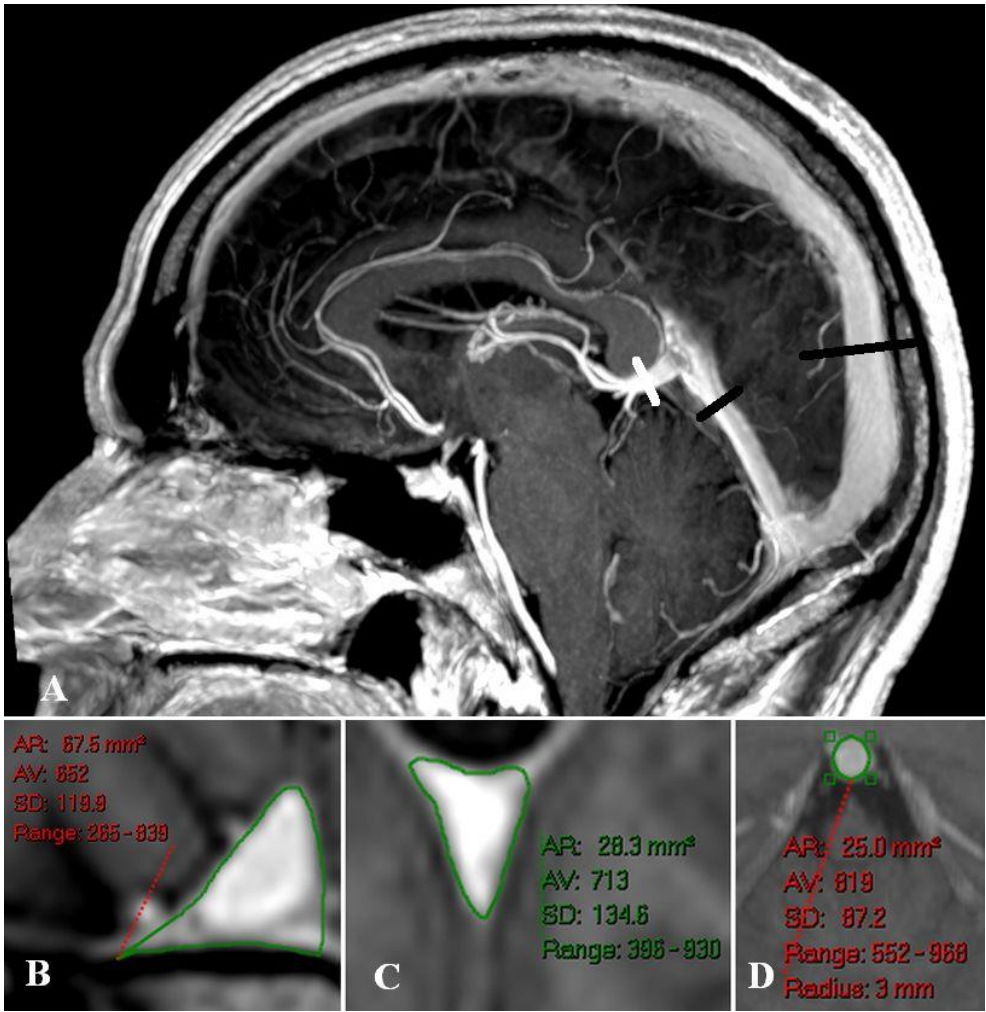 A
AR: 67.5 mm²
AV: 652
SD: 119.9
Range: 265 - 839
B
AR: 28.3 mm²
AV: 713
SD: 134.6
Range: 396 - 930
C
AR: 25.0 mm²
AV: 819
SD: 87.2
Range: 552 - 968
Radius: 3 mm
D